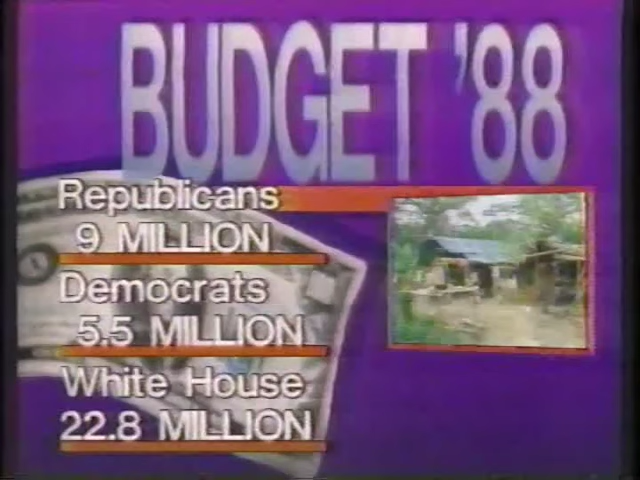 BUDGET '88
Republicans
9 MILLION
Democrats
5.5 MILLION
White House
22.8 MILLION